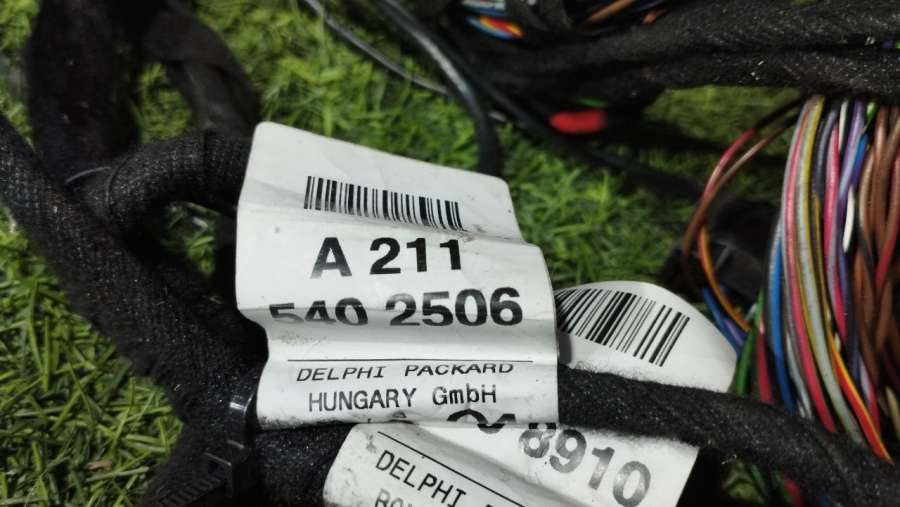 A 211
540 2506
DELPHI PACKARD
HUNGARY GmbH
8910
DELPHI